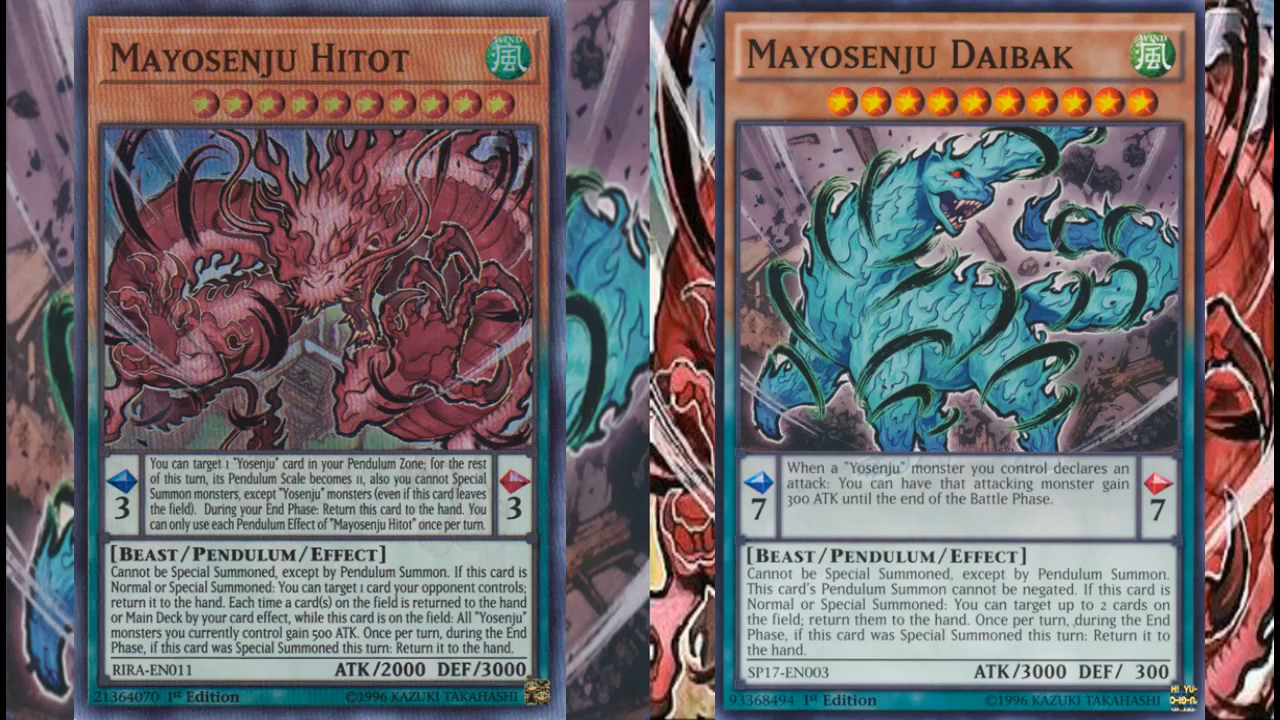 MAYOSENJU HITOT
WIND
風
3
You can target 1 "Yosenju" card in your Pendulum Zone; for the rest
of this turn, its Pendulum Scale becomes 11, also you cannot Special
Summon monsters, except "Yosenju" monsters (even if this card leaves
the field). During your End Phase: Return this card to the hand. You
can only use each Pendulum Effect of "Mayosenju Hitot" once per turn.
3
[BEAST/PENDULUM/EFFECT]
Cannot be Special Summoned, except by Pendulum Summon. If this card is
Normal or Special Summoned: You can target 1 card your opponent controls;
return it to the hand. Each time a card(s) on the field is returned to the hand
or Main Deck by your card effect, while this card is on the field: All "Yosenju"
monsters you currently control gain 500 ATK. Once per turn, during the End
Phase, if this card was Special Summoned this turn: Return it to the hand.
RIRA-EN011
ATK/2000 DEF/3000
21364070 1st Edition
©1996 KAZUKI TAKAHASHI
MAYOSENJU DAIBAK
WIND
風
7
When a "Yosenju" monster you control declares an
attack: You can have that attacking monster gain
300 ATK until the end of the Battle Phase.
7
[BEAST/PENDULUM/EFFECT]
Cannot be Special Summoned, except by Pendulum Summon.
This card's Pendulum Summon cannot be negated. If this card is
Normal or Special Summoned: You can target up to 2 cards on
the field; return them to the hand. Once per turn, during the End
Phase, if this card was Special Summoned this turn: Return it to
the hand.
SP17-EN003
ATK/3000 DEF/ 300
93368494 1st Edition
©1996 KAZUKI TAKAHASHI